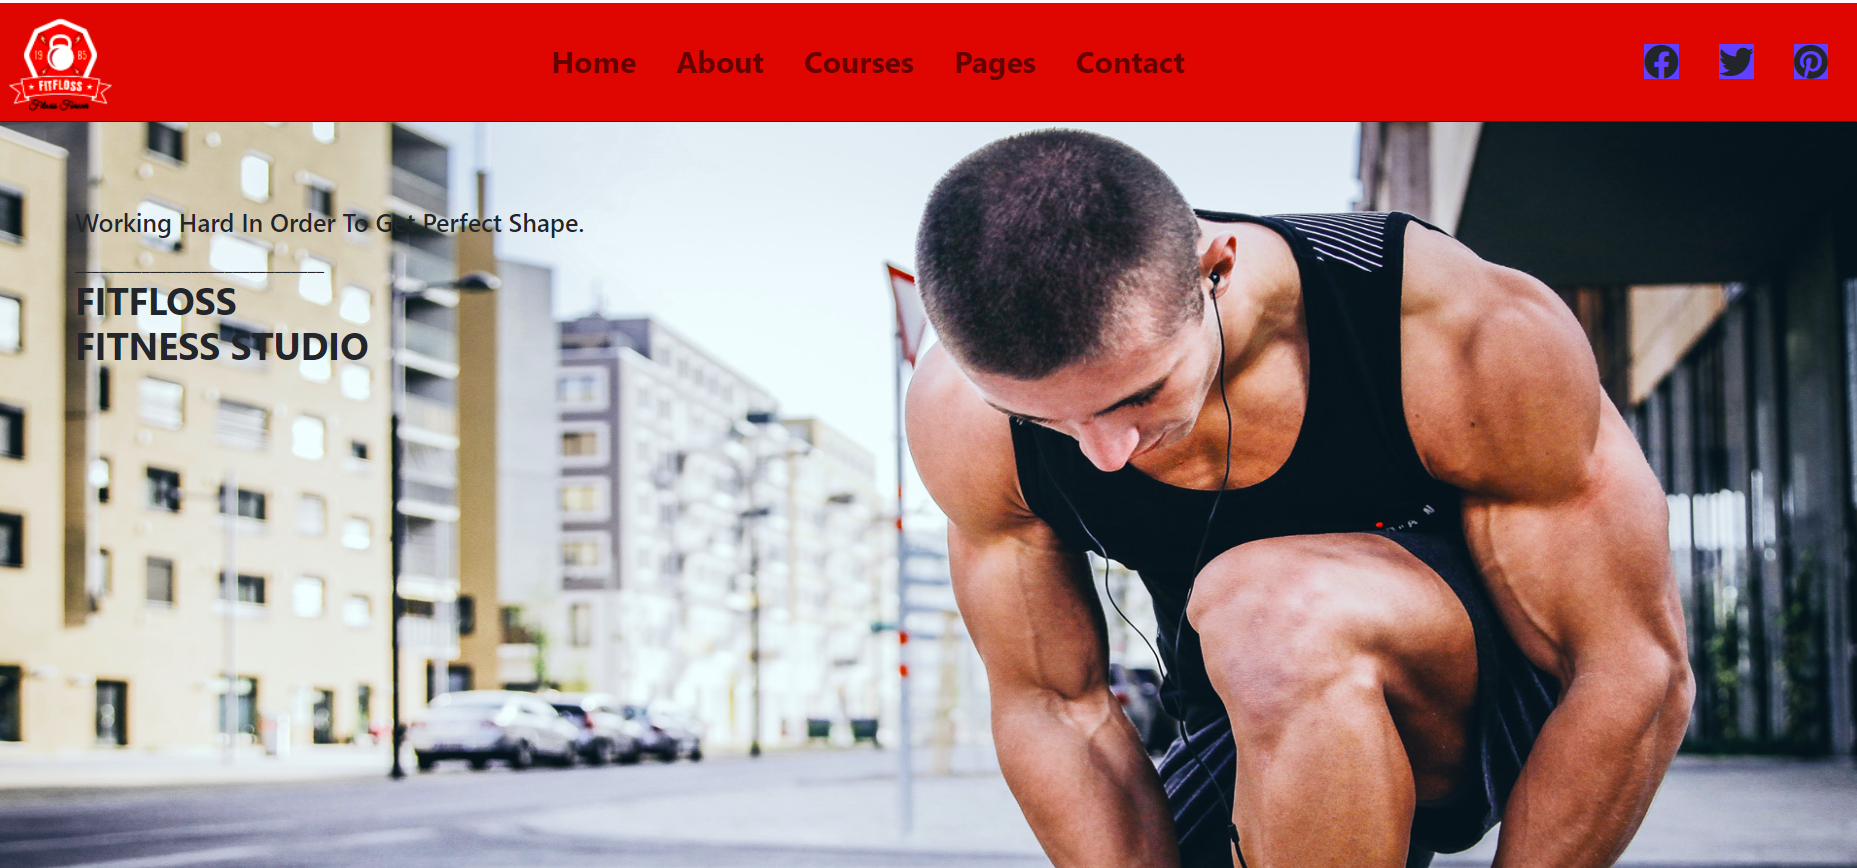 19 85
FITFLOSS
Fitness Forever
Home About Courses Pages Contact
Working Hard In Order To Get Perfect Shape.
FITFLOSS
FITNESS STUDIO